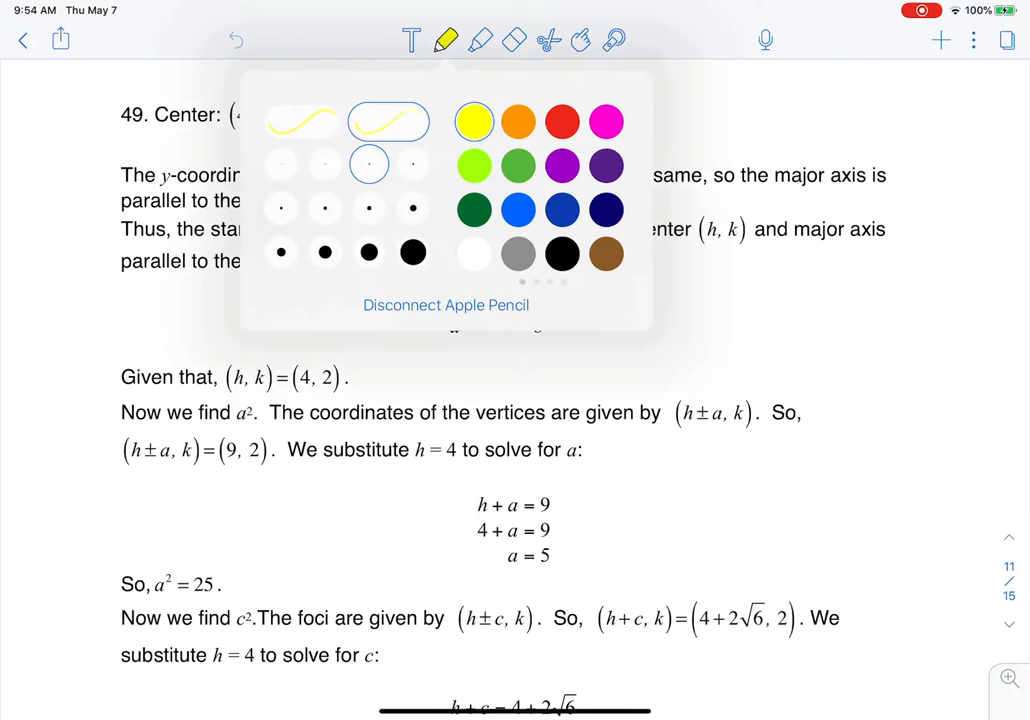 9:54 AM Thu May 7
100%
T
49. Center: (
The y-coordin
same, so the major axis is
parallel to the
Thus, the sta
enter (h, k) and major axis
parallel to the
Disconnect Apple Pencil
Given that, (h, k)=(4, 2).
Now we find a². The coordinates of the vertices are given by (h±a, k). So,
(h±a, k)=(9, 2). We substitute h = 4 to solve for a:
h + a = 9
4 + a = 9
a = 5
So, a² = 25.
Now we find c².The foci are given by (h±c, k). So, (h+c, k)=(4+2√6, 2). We
substitute h = 4 to solve for c:
h + c = 4 + 2√6
11
/
15